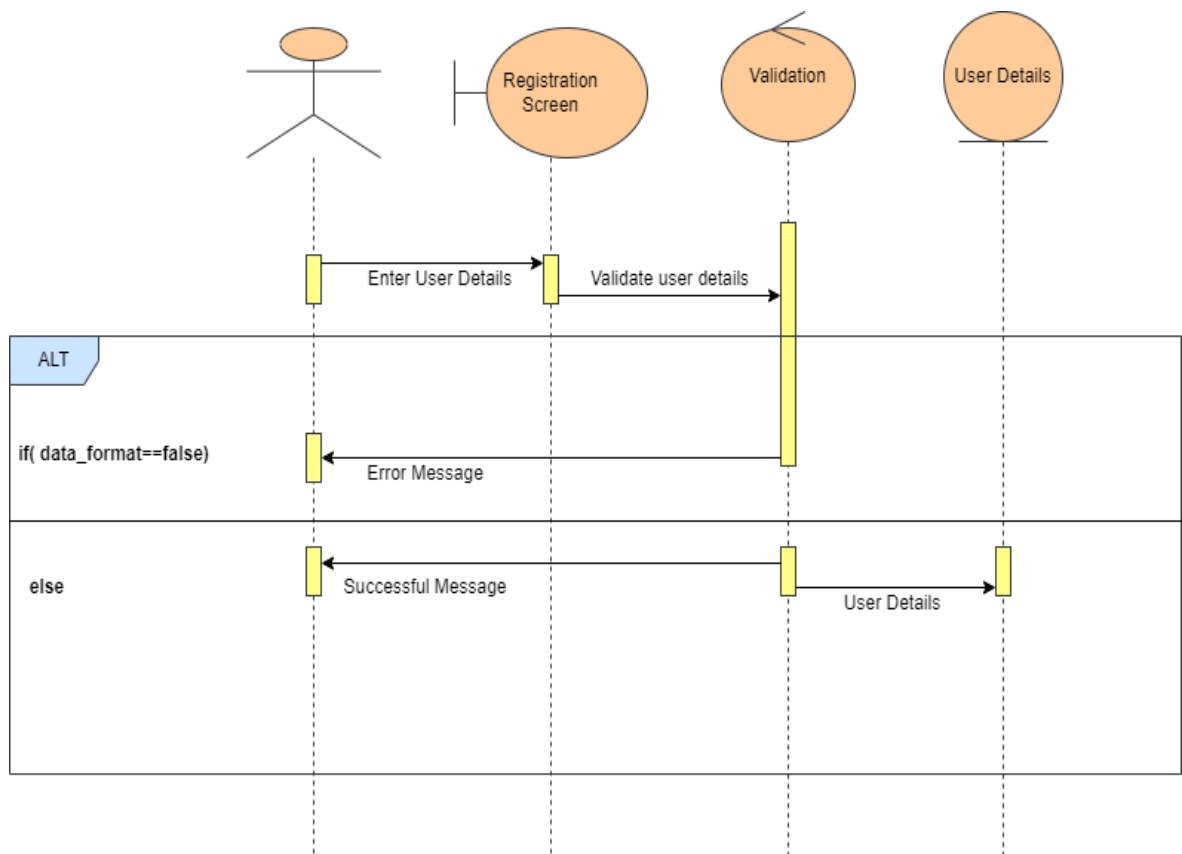 Registration
Screen
Validation
User Details
Enter User Details
Validate user details
ALT
if( data_format==false)
Error Message
else
Successful Message
User Details